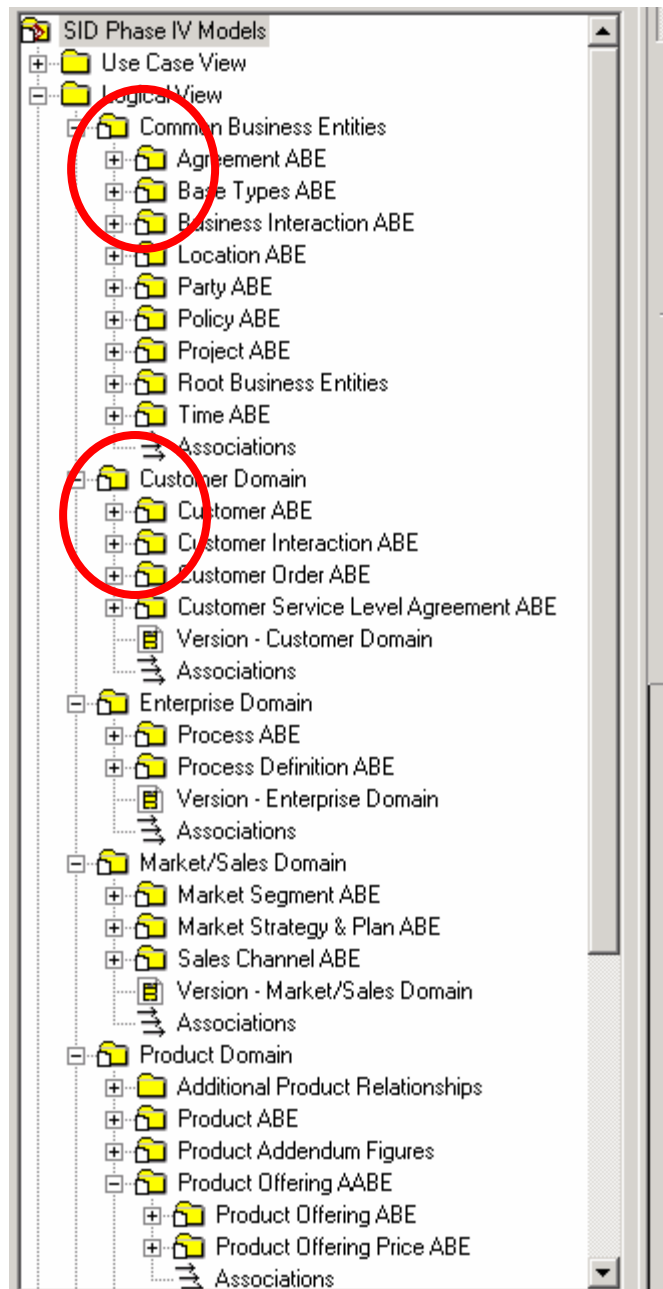 SID Phase IV Models
Use Case View
Logical View
Common Business Entities
Agreement ABE
Base Types ABE
Business Interaction ABE
Location ABE
Party ABE
Policy ABE
Project ABE
Root Business Entities
Time ABE
Associations
Customer Domain
Customer ABE
Customer Interaction ABE
Customer Order ABE
Customer Service Level Agreement ABE
Version - Customer Domain
Associations
Enterprise Domain
Process ABE
Process Definition ABE
Version - Enterprise Domain
Associations
Market/Sales Domain
Market Segment ABE
Market Strategy & Plan ABE
Sales Channel ABE
Version - Market/Sales Domain
Associations
Product Domain
Additional Product Relationships
Product ABE
Product Addendum Figures
Product Offering AABE
Product Offering ABE
Product Offering Price ABE
Associations